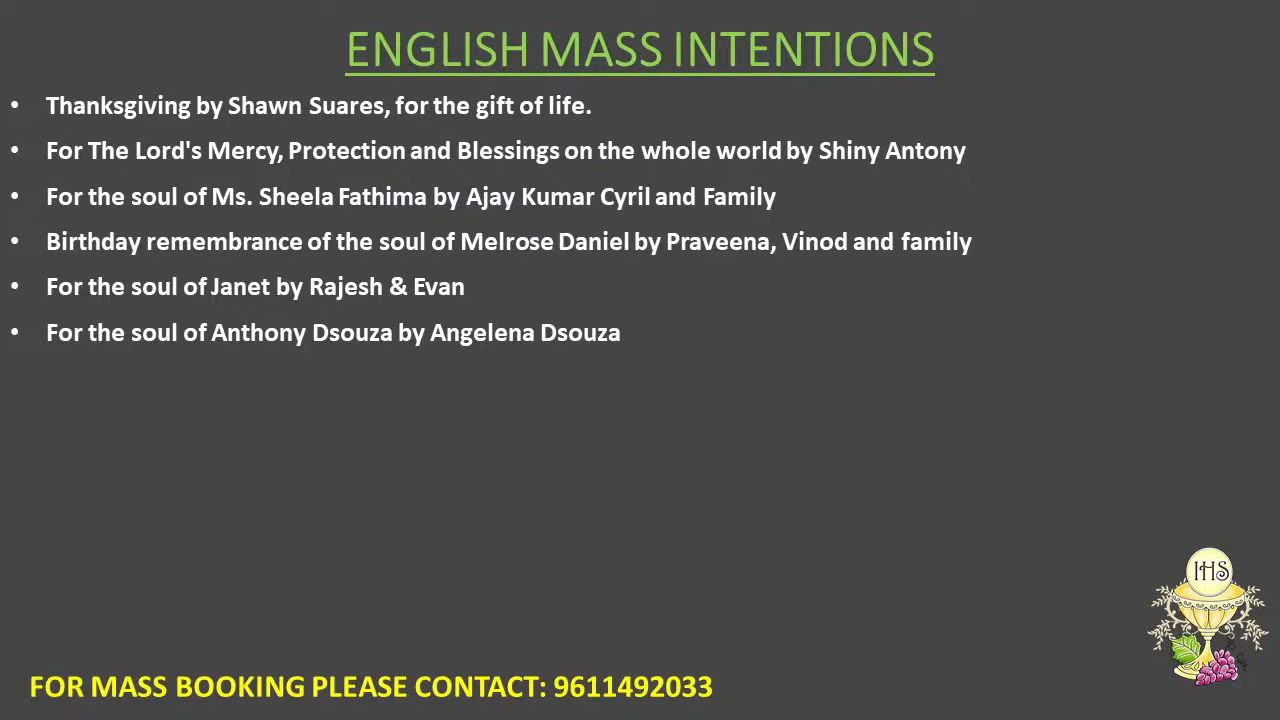 ENGLISH MASS INTENTIONS
• Thanksgiving by Shawn Suares, for the gift of life.
• For The Lord's Mercy, Protection and Blessings on the whole world by Shiny Antony
• For the soul of Ms. Sheela Fathima by Ajay Kumar Cyril and Family
• Birthday remembrance of the soul of Melrose Daniel by Praveena, Vinod and family
• For the soul of Janet by Rajesh & Evan
• For the soul of Anthony Dsouza by Angelena Dsouza
IHS
FOR MASS BOOKING PLEASE CONTACT: 9611492033